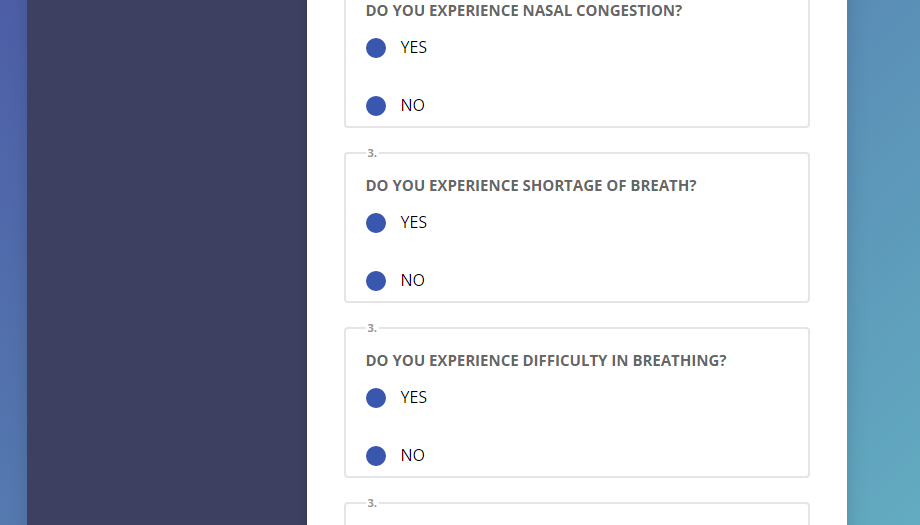 DO YOU EXPERIENCE NASAL CONGESTION?
YES
NO
3.
DO YOU EXPERIENCE SHORTAGE OF BREATH?
YES
NO
3.
DO YOU EXPERIENCE DIFFICULTY IN BREATHING?
YES
NO
3.